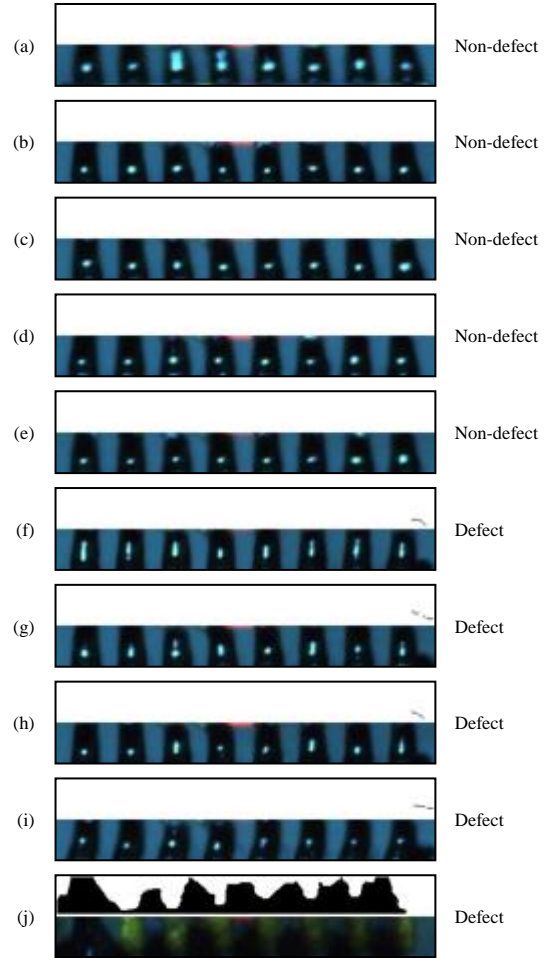 (a) Non-defect
(b) Non-defect
(c) Non-defect
(d) Non-defect
(e) Non-defect
(f) Defect
(g) Defect
(h) Defect
(i) Defect
(j) Defect